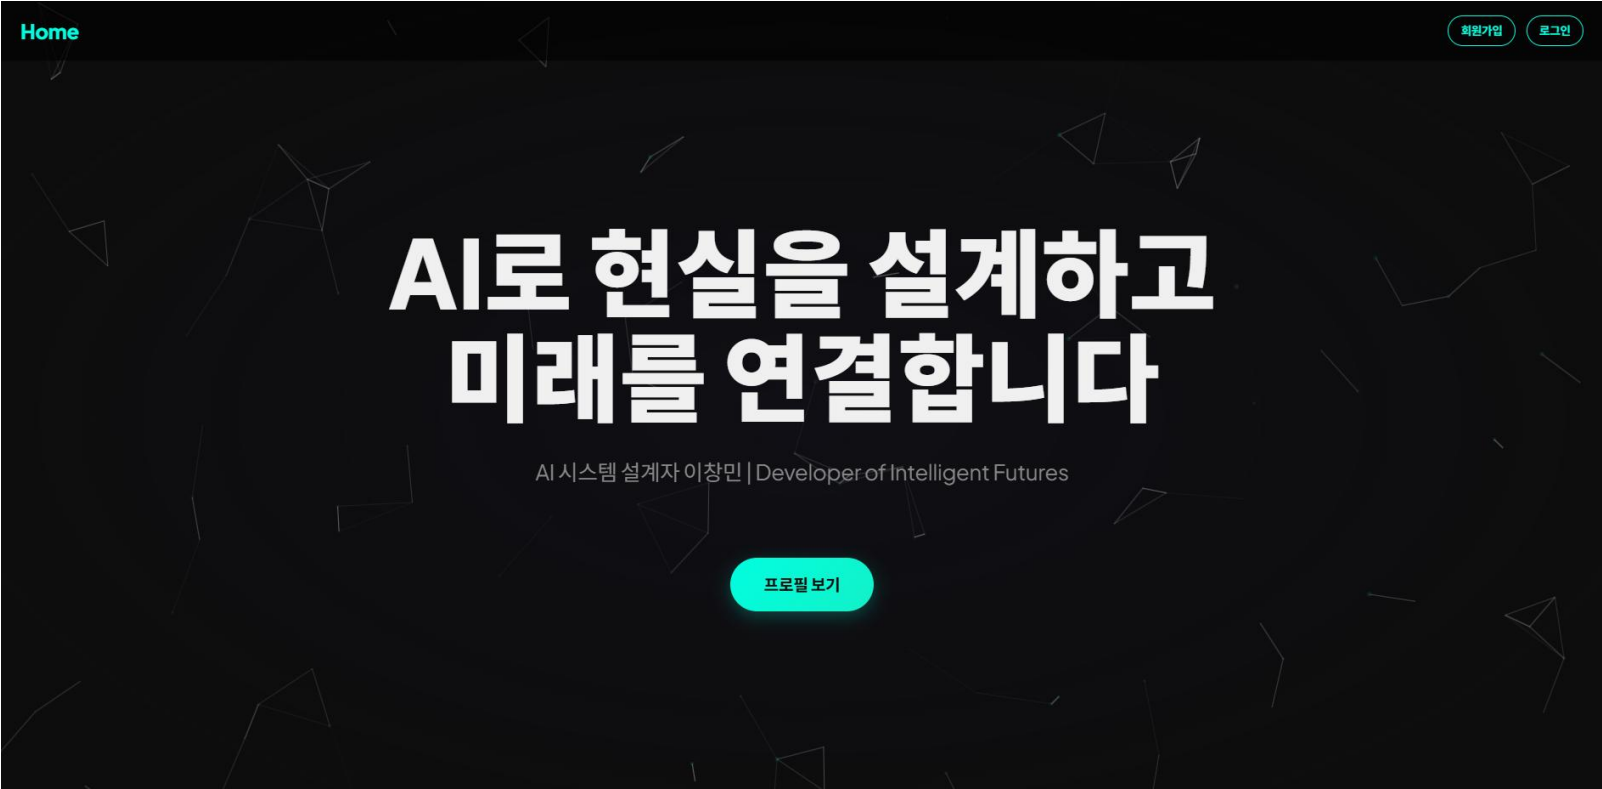 Home
회원가입
로그인
AI로 현실을 설계하고
미래를 연결합니다
AI 시스템 설계자 이창민 | Developer of Intelligent Futures
프로필 보기